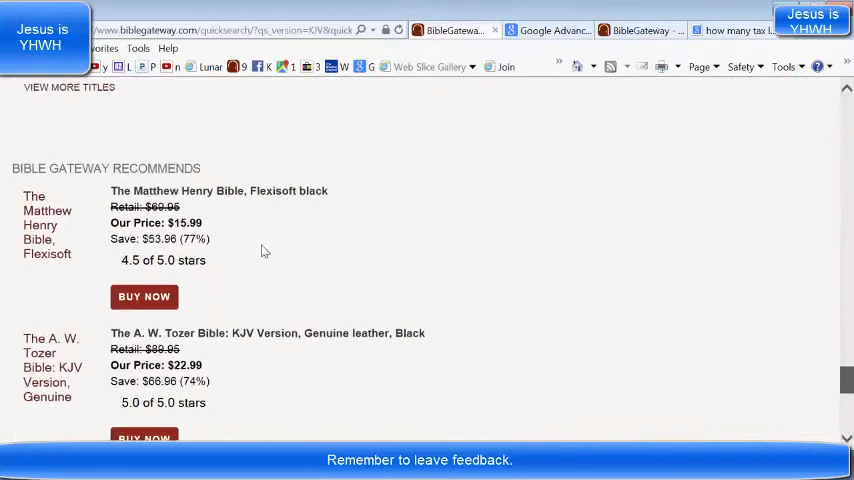 Jesus is
YHWH
www.biblegateway.com/quicksearch/?qs_version=KJV&quick
BibleGatewa...
Google Advanc...
BibleGateway - ...
how many tax l...
Jesus is
YHWH
avorites Tools Help
y L P P n Lunar 9 K 1 3 W G Web Slice Gallery Join
Page Safety Tools
VIEW MORE TITLES
BIBLE GATEWAY RECOMMENDS
The
Matthew
Henry
Bible,
Flexisoft
The Matthew Henry Bible, Flexisoft black
Retail: $69.95
Our Price: $15.99
Save: $53.96 (77%)
4.5 of 5.0 stars
BUY NOW
The A. W.
Tozer
Bible: KJV
Version,
Genuine
The A. W. Tozer Bible: KJV Version, Genuine leather, Black
Retail: $89.95
Our Price: $22.99
Save: $66.96 (74%)
5.0 of 5.0 stars
BUY NOW
Remember to leave feedback.